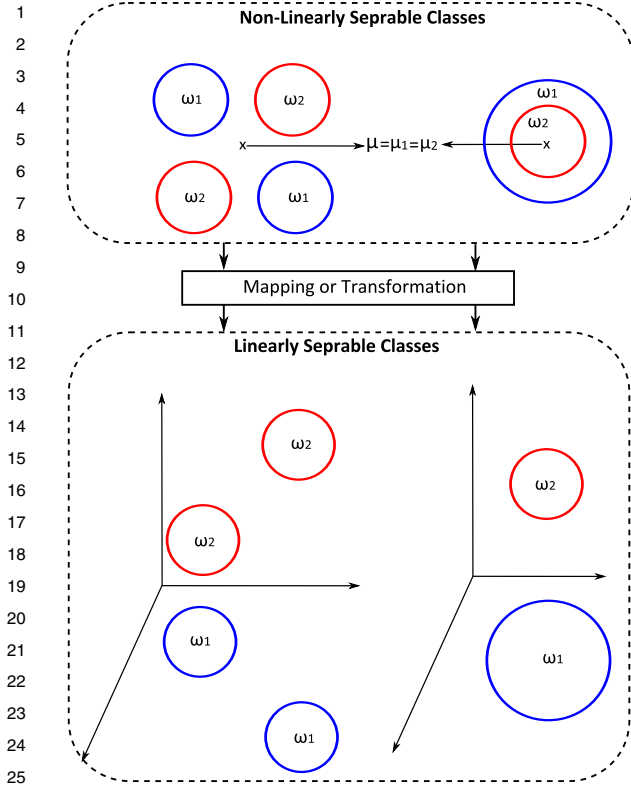 1
2
3
4
5
6
7
8
9
10
11
12
13
14
15
16
17
18
19
20
21
22
23
24
25
Non-Linearly Seprable Classes
ω1
ω2
x
μ=μ1=μ2
ω2
ω1
ω1
ω2
x
Mapping or Transformation
Linearly Seprable Classes
ω2
ω2
ω1
ω1
ω2
ω1